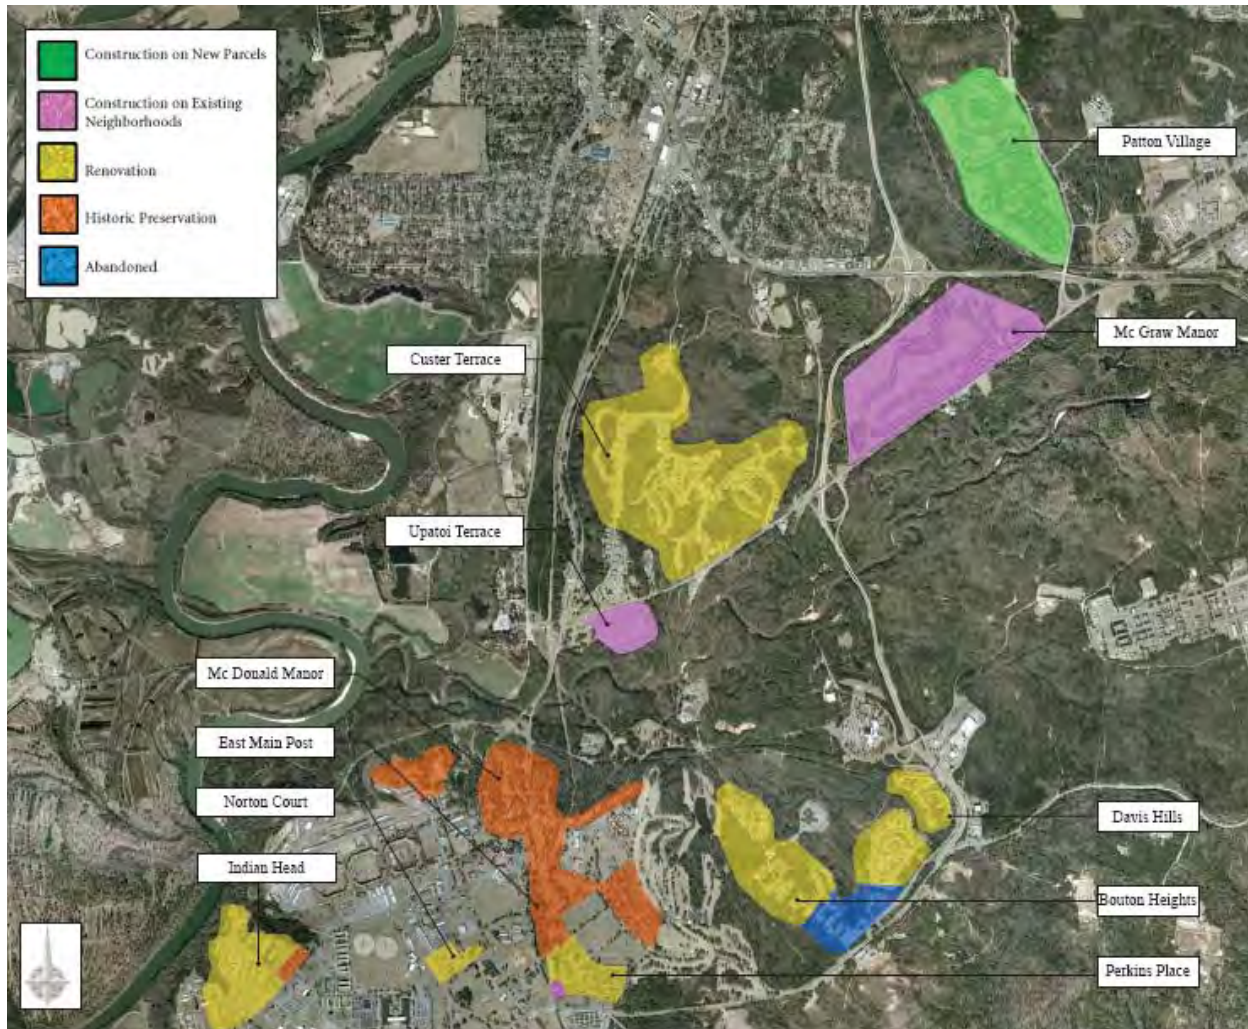 Construction on New Parcels
Construction on Existing
Neighborhoods
Renovation
Historic Preservation
Abandoned
Patton Village
Mc Graw Manor
Custer Terrace
Upatoi Terrace
Mc Donald Manor
East Main Post
Norton Court
Davis Hills
Indian Head
Bouton Heights
Perkins Place